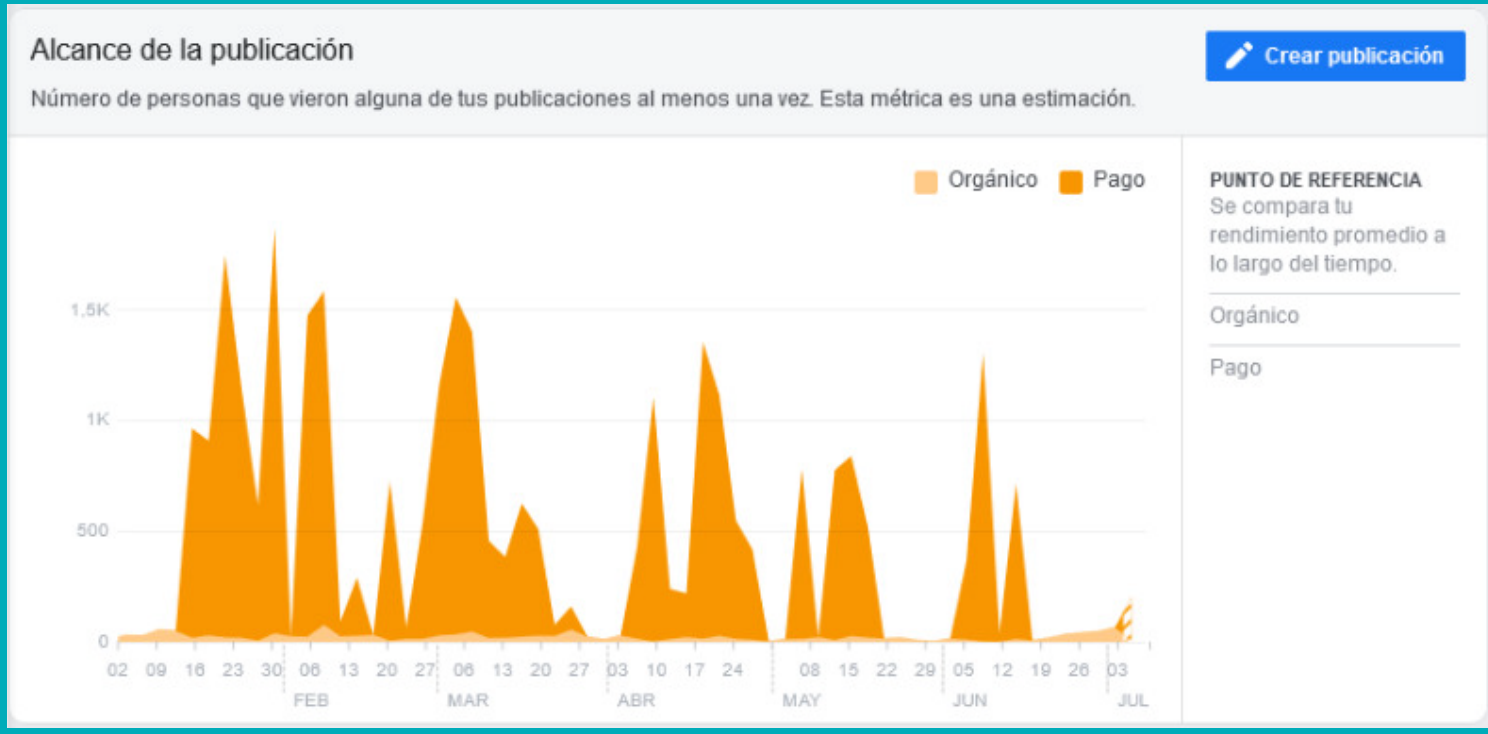 Alcance de la publicación
Crear publicación
Número de personas que vieron alguna de tus publicaciones al menos una vez. Esta métrica es una estimación.
Orgánico
Pago
PUNTO DE REFERENCIA
Se compara tu
rendimiento promedio a
lo largo del tiempo.
Orgánico
Pago
1,5K
1K
500
0
02 09 16 23 30 06 13 20 27 06 13 20 27 03 10 17 24 08 15 22 29 05 12 19 26 03
FEB MAR ABR MAY JUN JUL